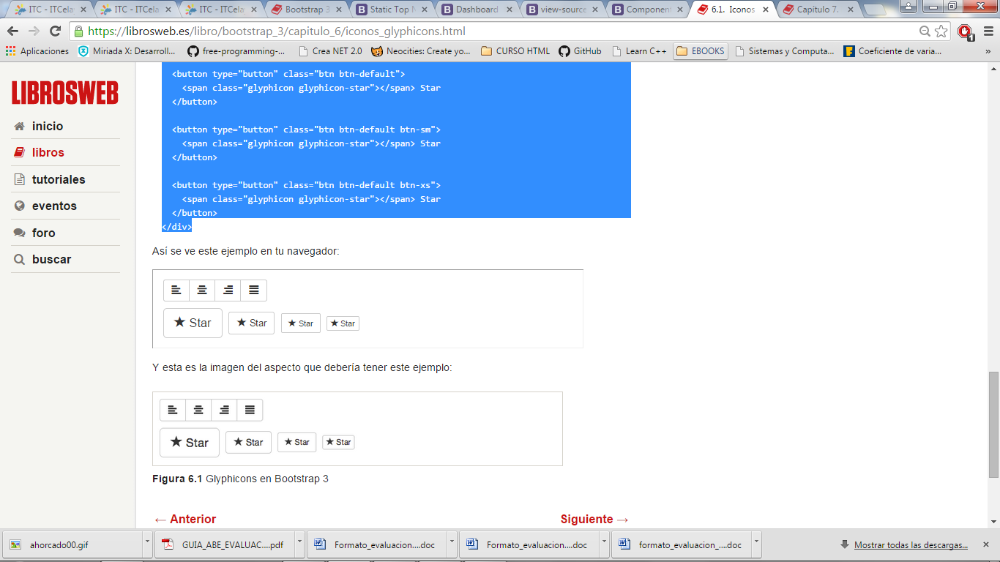 ITC - ITCela
ITC - ITCela
ITC - ITCela
Bootstrap 3
Static Top N
Dashboard
view-source
Component
6.1. Iconos
Capítulo 7.
https://librosweb.es/libro/bootstrap_3/capitulo_6/iconos_glyphicons.html
1
Aplicaciones
Miriada X: Desarroll...
free-programming-...
Crea NET 2.0
Neocities: Create yo...
CURSO HTML
GitHub
Learn C++
EBOOKS
Sistemas y Computa...
Coeficiente de varia...
»
LIBROSWEB
inicio
libros
tutoriales
eventos
foro
buscar
<button type="button" class="btn btn-default">
<span class="glyphicon glyphicon-star"></span> Star
</button>
<button type="button" class="btn btn-default btn-sm">
<span class="glyphicon glyphicon-star"></span> Star
</button>
<button type="button" class="btn btn-default btn-xs">
<span class="glyphicon glyphicon-star"></span> Star
</button>
</div>
Así se ve este ejemplo en tu navegador:
★ Star ★ Star ★ Star ★ Star
Y esta es la imagen del aspecto que debería tener este ejemplo:
★ Star ★ Star ★ Star ★ Star
Figura 6.1 Glyphicons en Bootstrap 3
← Anterior
Siguiente →
ahorcado00.gif
GUIA_ABE_EVALUAC....pdf
Formato_evaluacion....doc
Formato_evaluacion....doc
formato_evaluacion_....doc
Mostrar todas las descargas...